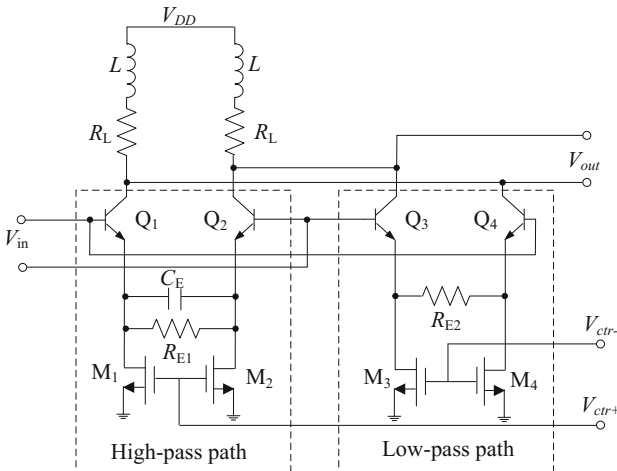 V_DD
L
L
R_L
R_L
V_out
Q_1
Q_2
Q_3
Q_4
V_in
C_E
R_E1
R_E2
V_ctr-
M_1
M_2
M_3
M_4
V_ctr+
High-pass path
Low-pass path